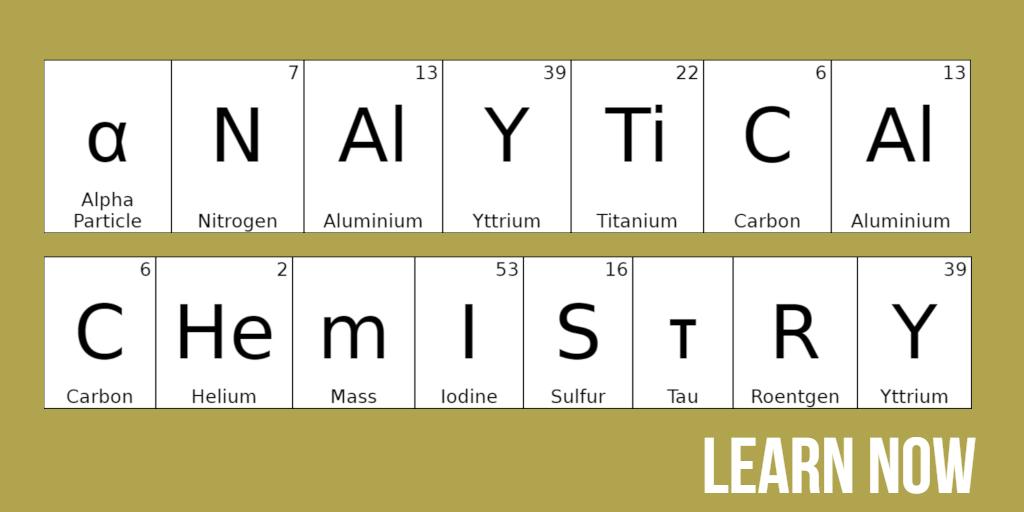 7 13 39 22 6 13
α N Al Y Ti C Al
Alpha
Particle Nitrogen Aluminium Yttrium Titanium Carbon Aluminium
6 2 53 16 39
C He m I S τ R Y
Carbon Helium Mass Iodine Sulfur Tau Roentgen Yttrium
LEARN NOW